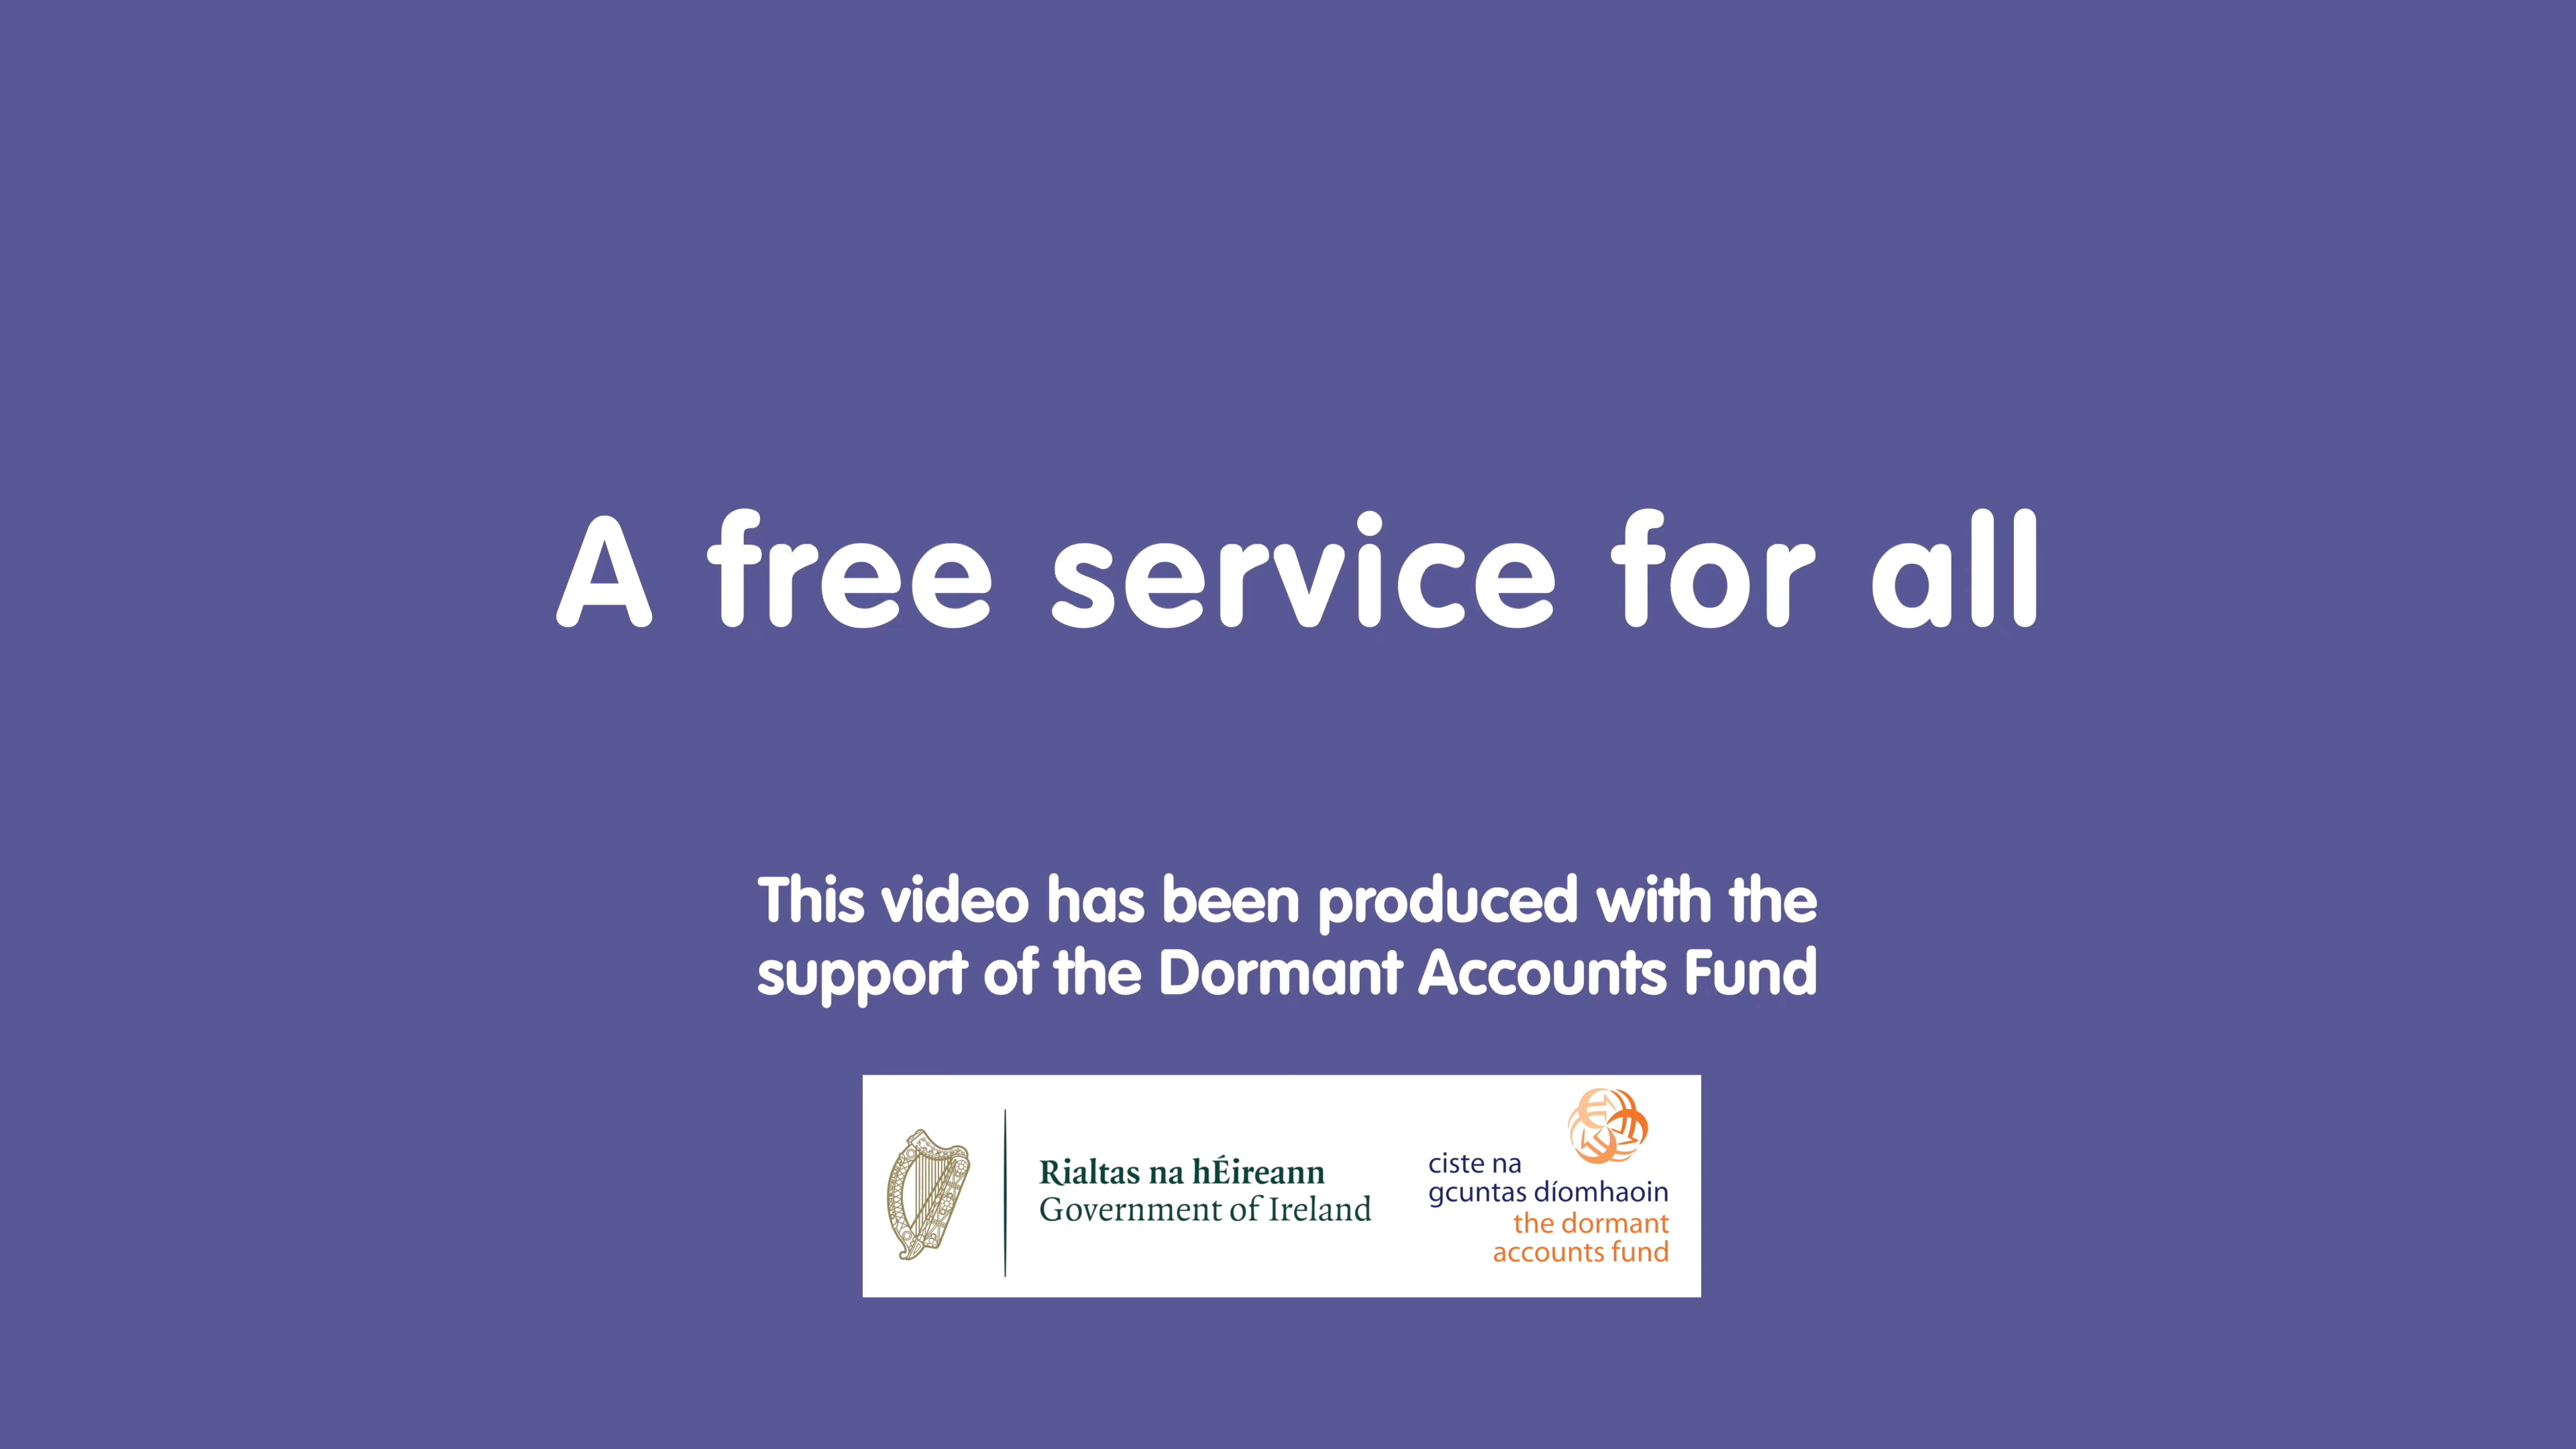 A free service for all
This video has been produced with the
support of the Dormant Accounts Fund
Rialtas na hÉireann
Government of Ireland
ciste na
gcuntas díomhaoin
the dormant
accounts fund